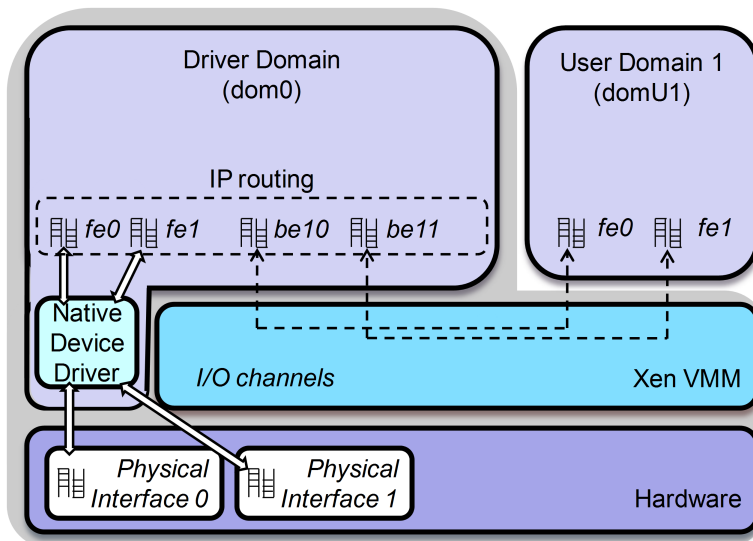 Driver Domain
(dom0)
User Domain 1
(domU1)
IP routing
fe0
fe1
be10
be11
fe0
fe1
Native
Device
Driver
I/O channels
Xen VMM
Physical
Interface 0
Physical
Interface 1
Hardware